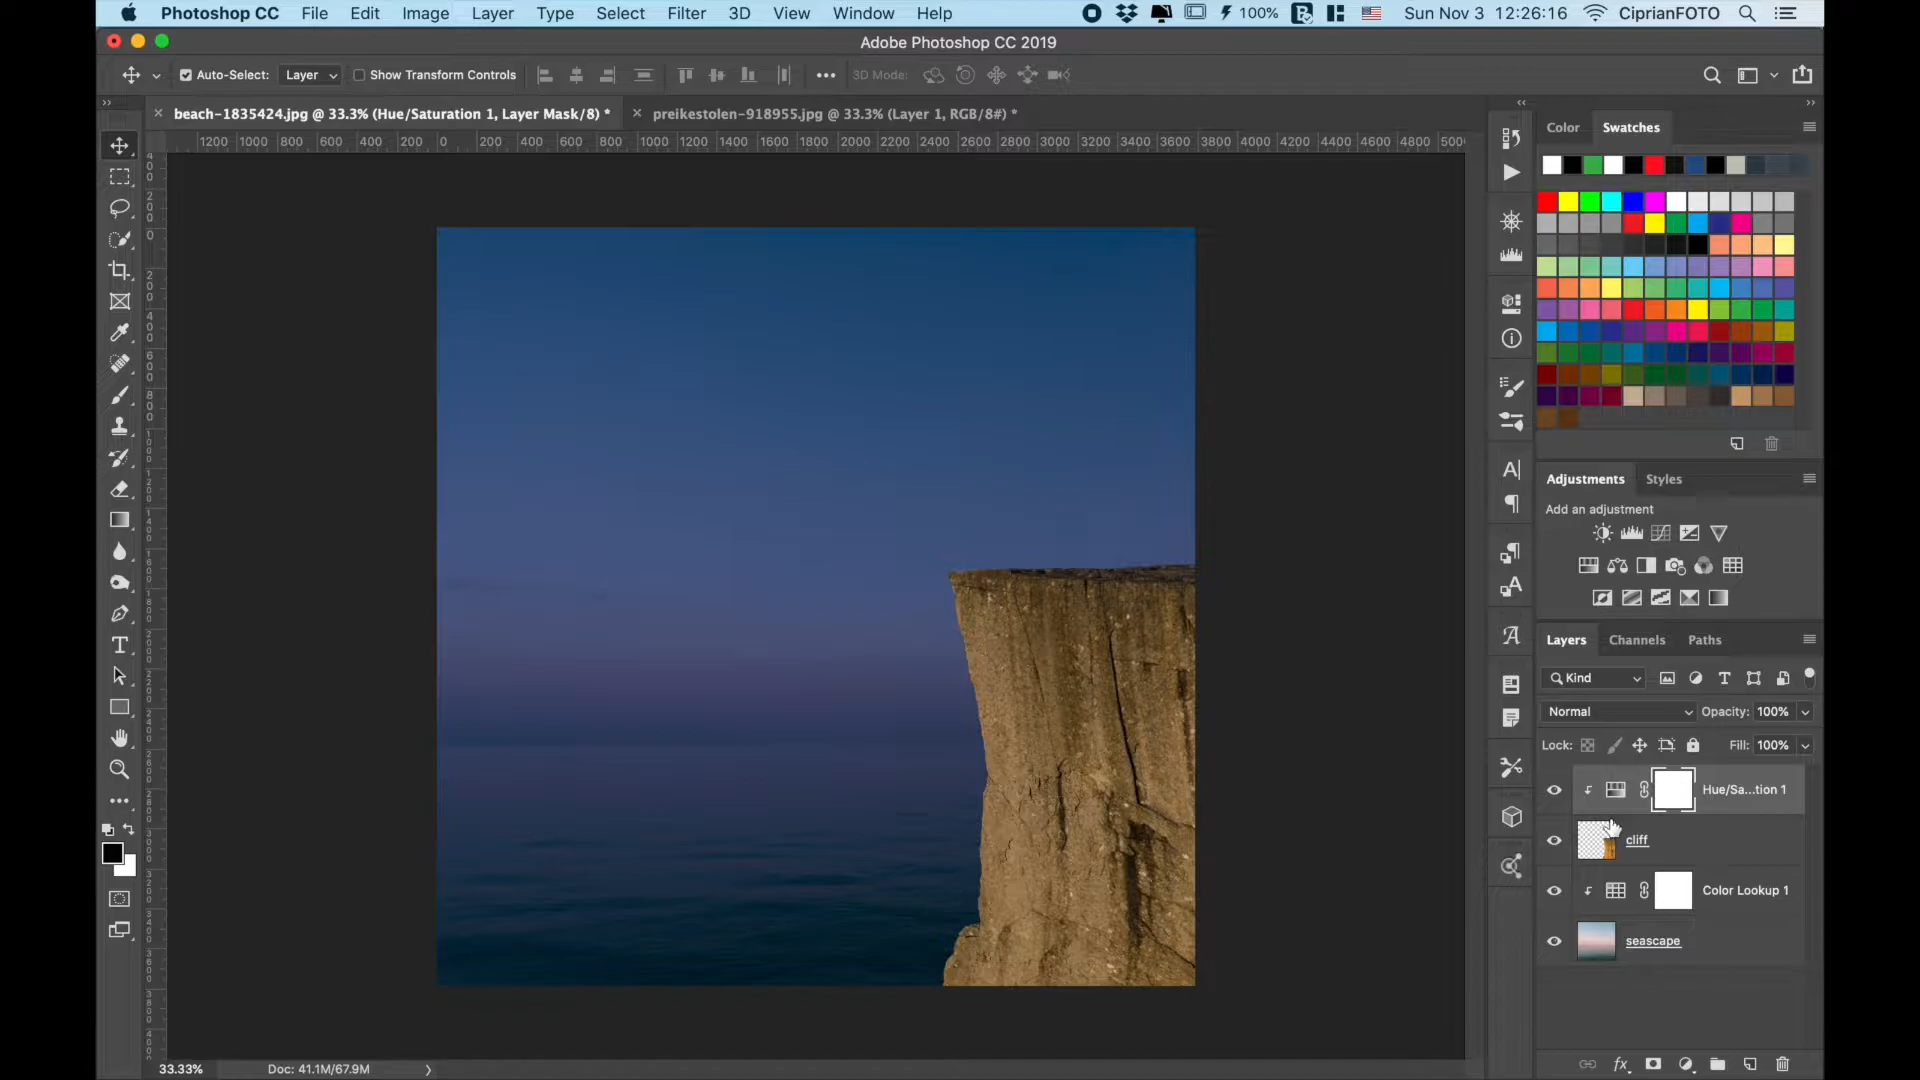 Photoshop CC File Edit Image Layer Type Select Filter 3D View Window Help 100% Sun Nov 3 12:26:16 CiprianFOTO
Adobe Photoshop CC 2019
Auto-Select: Layer Show Transform Controls 3D Mode:
beach-1835424.jpg @ 33.3% (Hue/Saturation 1, Layer Mask/8) * preikestolen-918955.jpg @ 33.3% (Layer 1, RGB/8#) *
1200 1000 800 600 400 200 0 200 400 600 800 1000 1200 1400 1600 1800 2000 2200 2400 2600 2800 3000 3200 3400 3600 3800 4000 4200 4400 4600 4800
Color Swatches
Adjustments Styles
Add an adjustment
Layers Channels Paths
Kind
Normal Opacity: 100%
Lock: Fill: 100%
Hue/Sa...tion 1
cliff
Color Lookup 1
seascape
33.33% Doc: 41.1M/67.9M